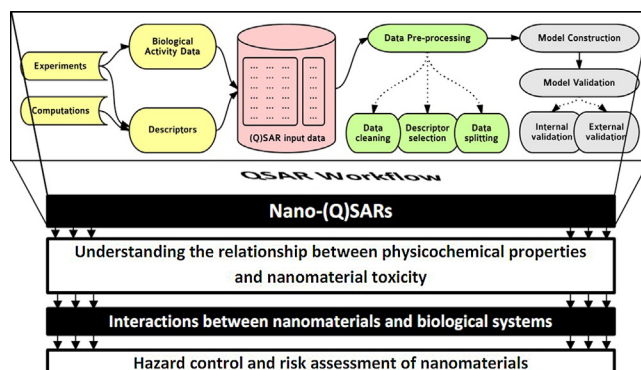 Experiments
Computations
Biological
Activity Data
Descriptors
... ... ... ...
... ... ... ...
... ... ... ...
... ... ... ...
... ... ... ...
(Q)SAR input data
Data Pre-processing
Data
cleaning
Descriptor
selection
Data
splitting
Model Construction
Model Validation
Internal
validation
External
validation
QSAR Workflow
Nano-(Q)SARs
Understanding the relationship between physicochemical properties
and nanomaterial toxicity
Interactions between nanomaterials and biological systems
Hazard control and risk assessment of nanomaterials